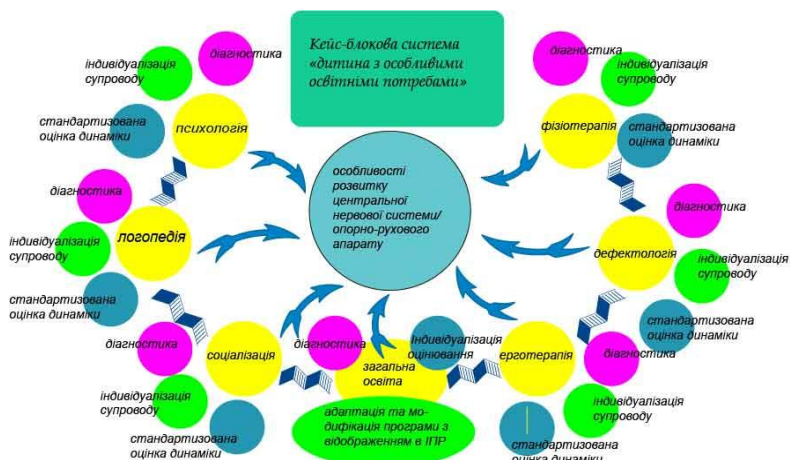 Кейс-блокова система
«дитина з особливими
освітніми потребами»
діагностика
індивідуалізація
супроводу
стандартизована
оцінка динаміки
психологія
діагностика
індивідуалізація
супроводу
стандартизована
оцінка динаміки
фізіотерапія
особливості
розвитку
центральної
нервової системи/
опорно-рухового
апарату
діагностика
логопедія
індивідуалізація
супроводу
стандартизована
оцінка динаміки
діагностика
дефектологія
індивідуалізація
супроводу
стандартизована
оцінка динаміки
діагностика
соціалізація
індивідуалізація
супроводу
стандартизована
оцінка динаміки
діагностика
Індивідуалізація
оцінювання
загальна
освіта
адаптація та мо-
дифікація програми з
відображенням в ІПР
ерготерапія
діагностика
індивідуалізація
супроводу
стандартизована
оцінка динаміки